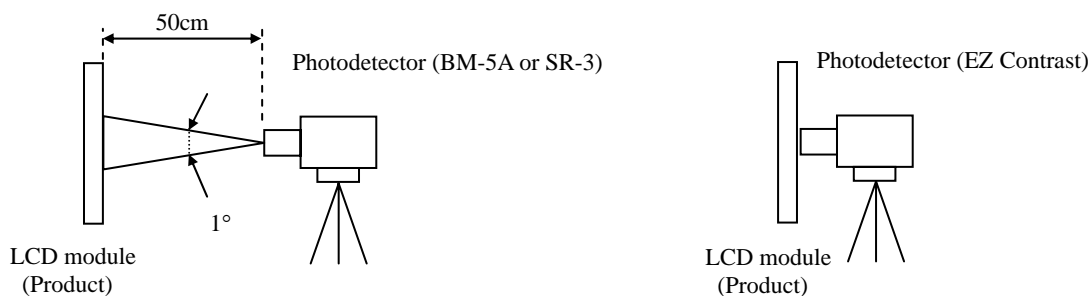 50cm
Photodetector (BM-5A or SR-3)
1°
LCD module
(Product)
Photodetector (EZ Contrast)
LCD module
(Product)